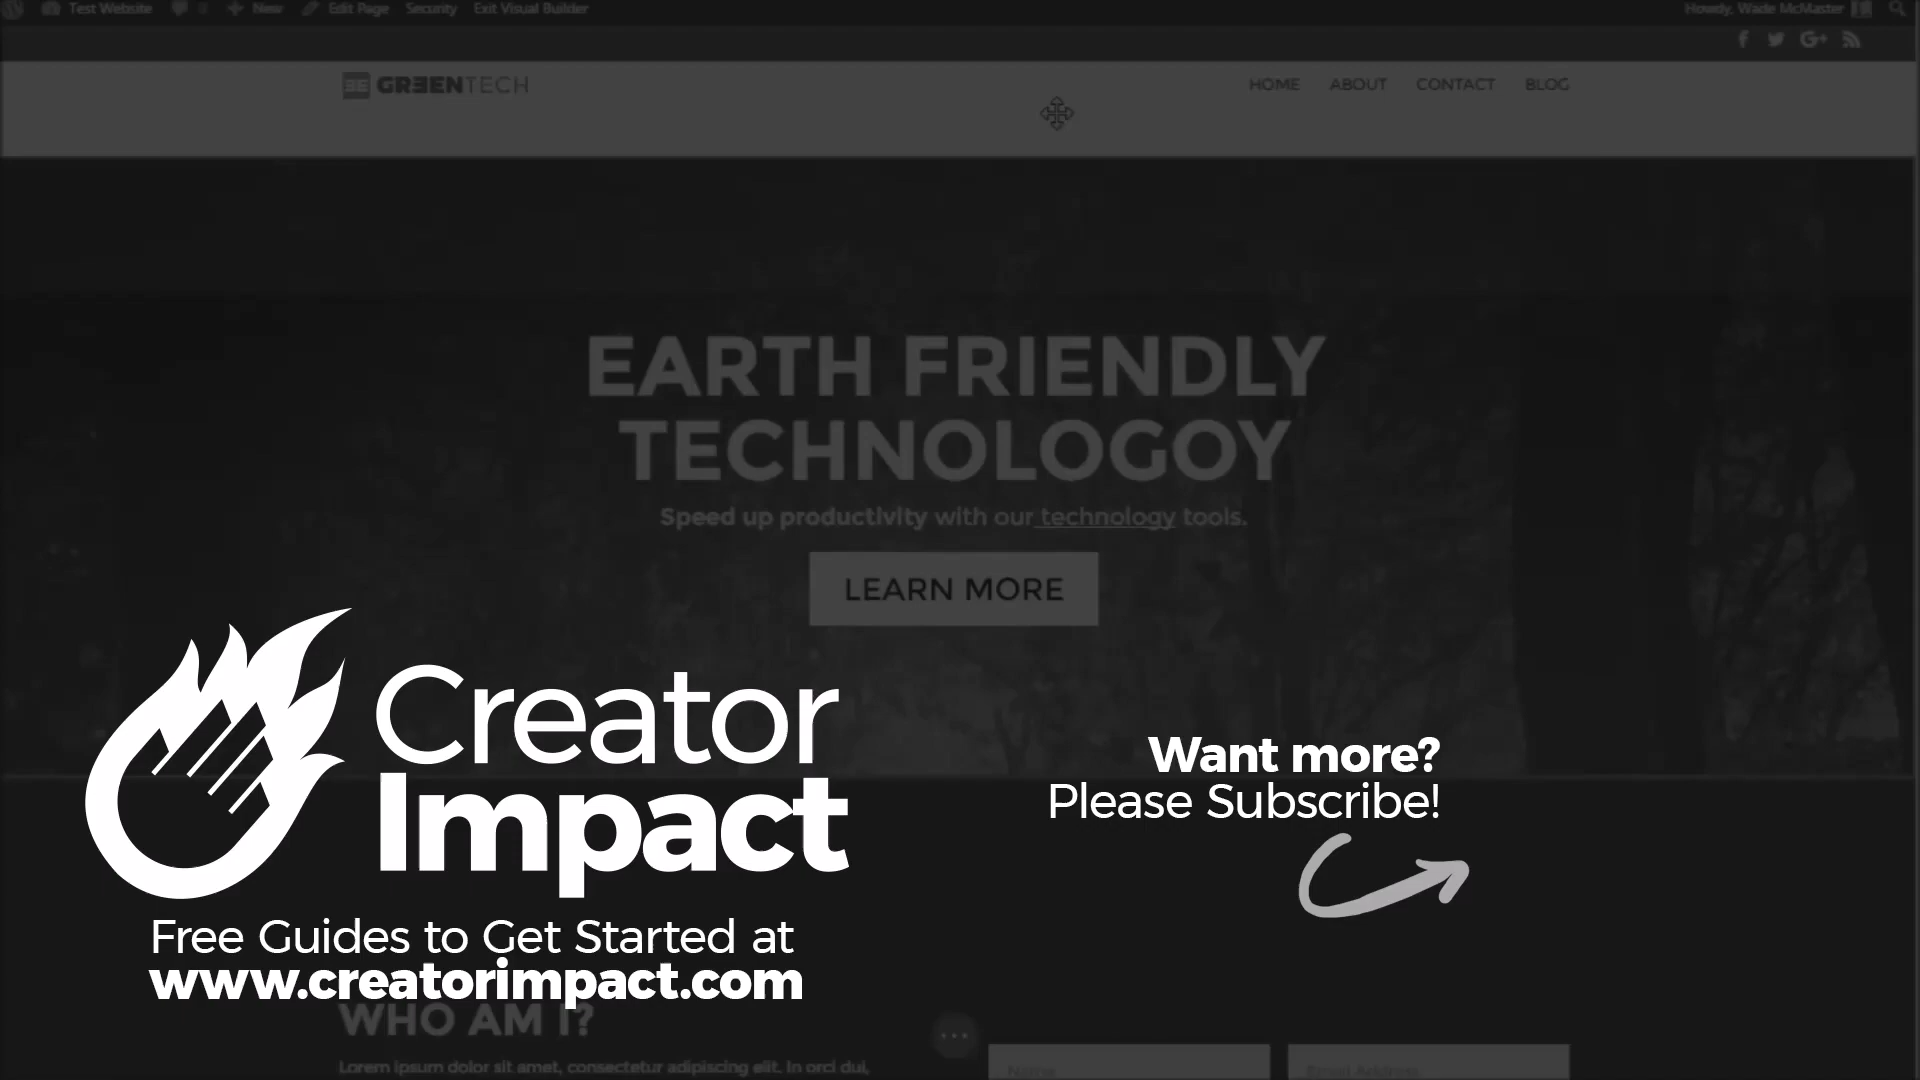 Test Website New Edit Page Security Exit Visual Builder Howdy, Wade McMaster
GREENTECH HOME ABOUT CONTACT BLOG
EARTH FRIENDLY
TECHNOLOGOY
Speed up productivity with our technology tools.
LEARN MORE
Creator
Impact
Want more?
Please Subscribe!
Free Guides to Get Started at
www.creatorimpact.com
WHO AM I?
Lorem ipsum dolor sit amet, consectetur adipiscing elit. In orci dui,
Name Email Address